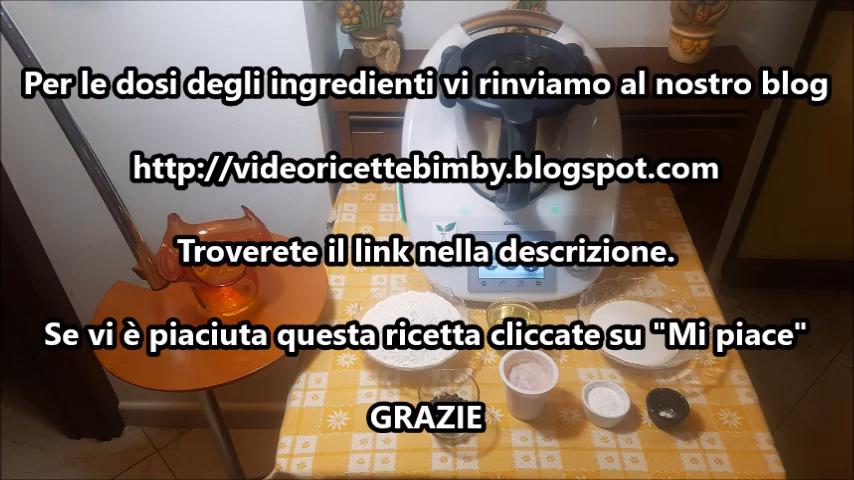 Per le dosi degli ingredienti vi rinviamo al nostro blog
http://videoricettebimby.blogspot.com
Troverete il link nella descrizione.
Se vi è piaciuta questa ricetta cliccate su "Mi piace"
GRAZIE